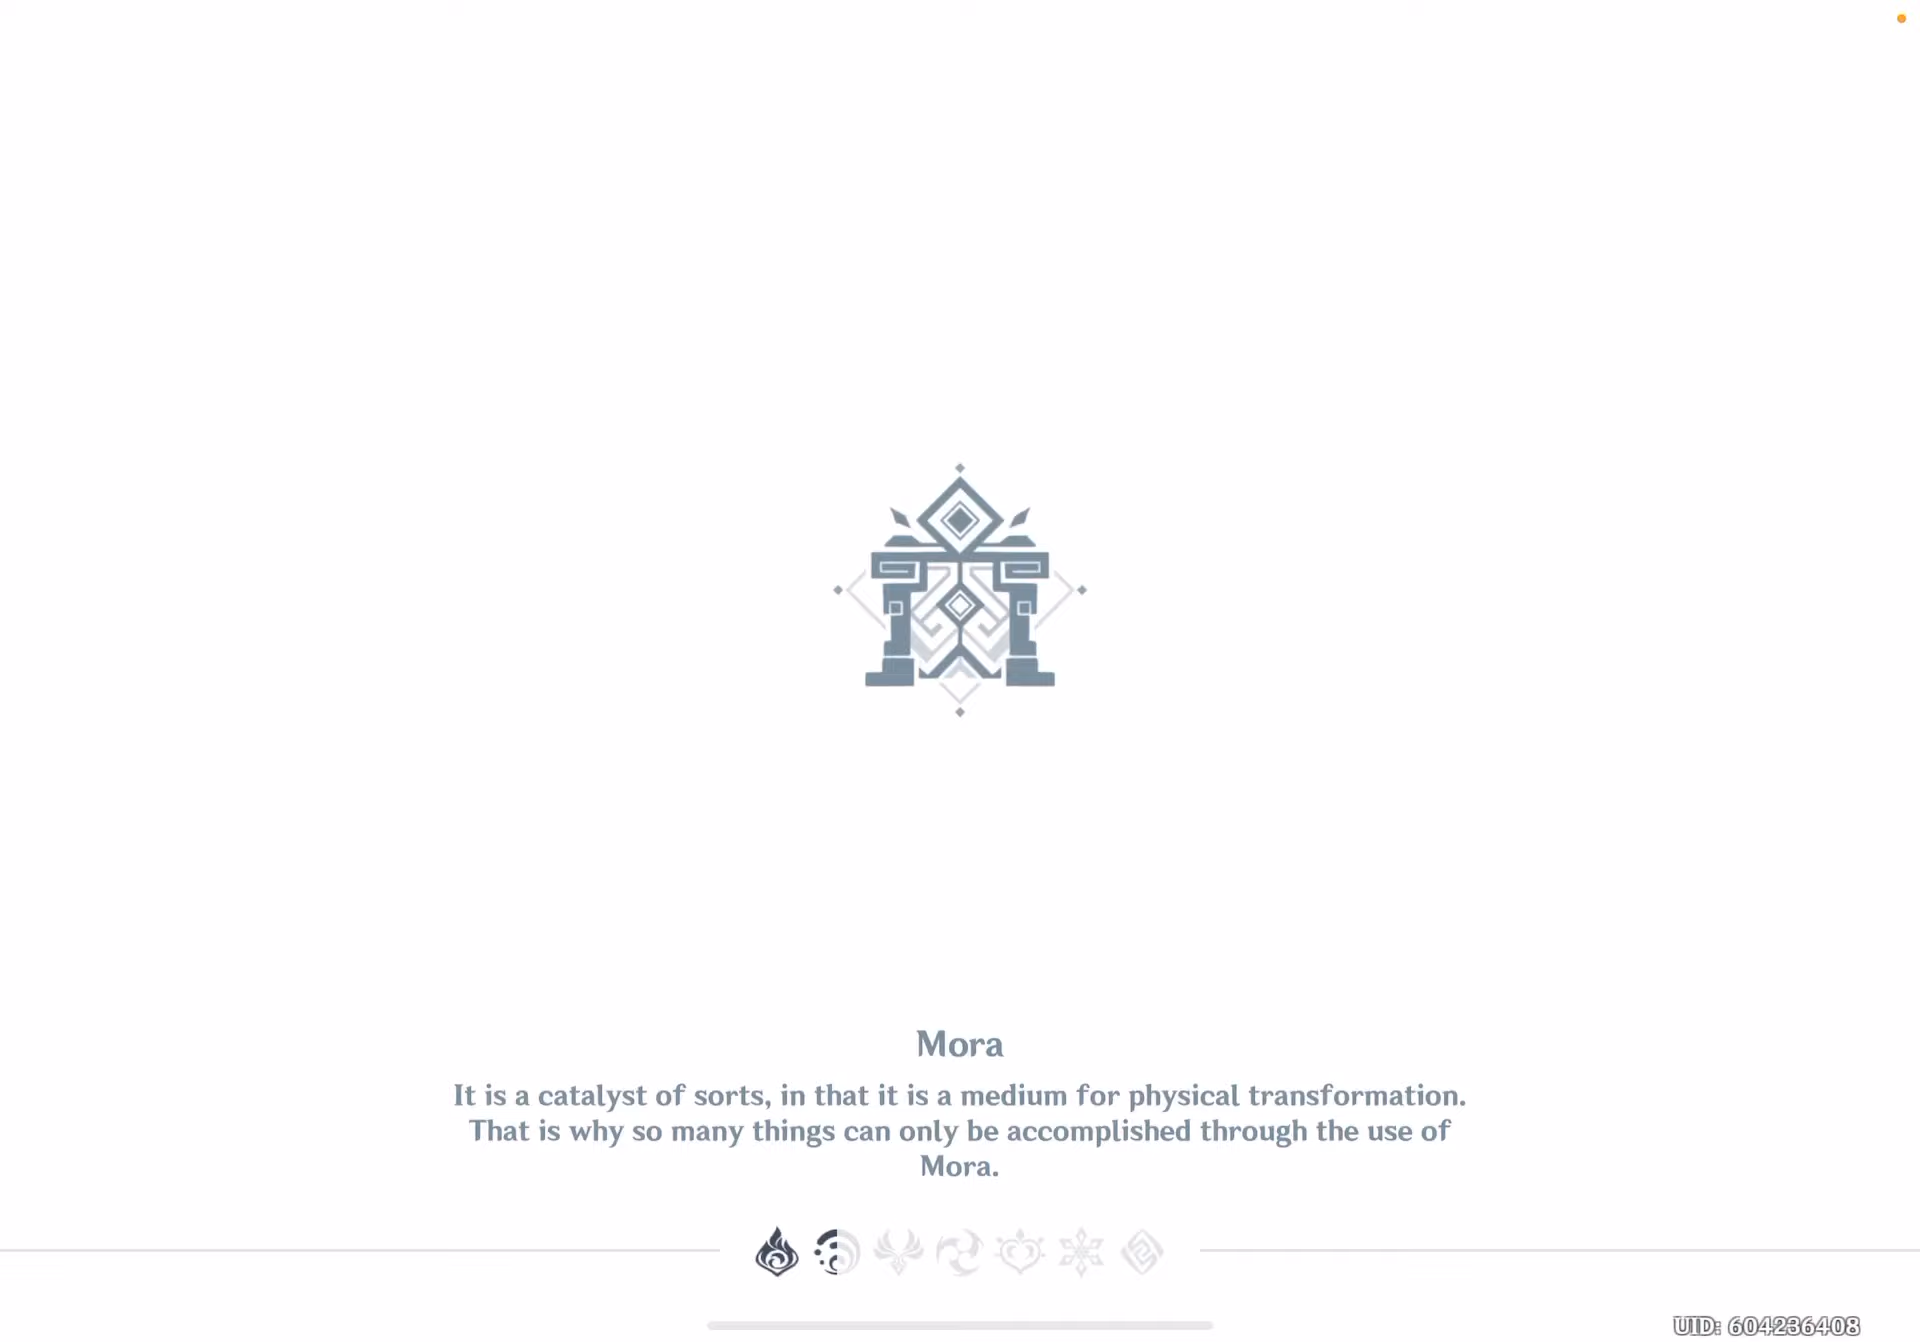 Mora
It is a catalyst of sorts, in that it is a medium for physical transformation.
That is why so many things can only be accomplished through the use of
Mora.
UID: 604236408